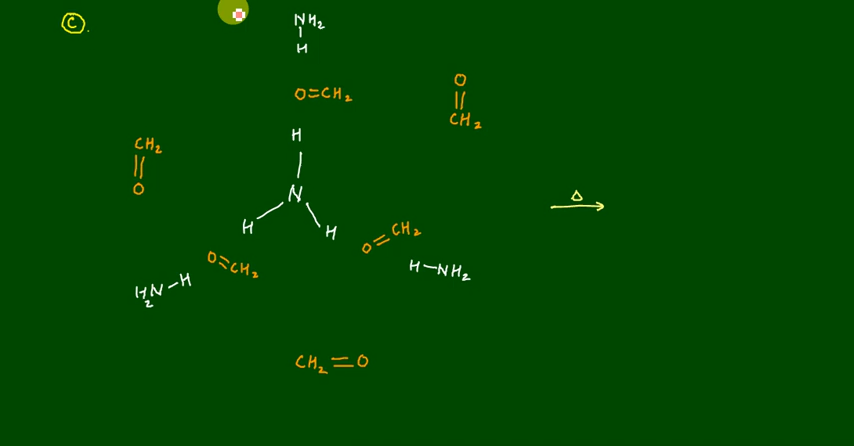 C.
NH₂
H
O=CH₂
O
||
CH₂
H
CH₂
||
O
N
H
H
O=CH₂
O=CH₂
H₂N-H
H-NH₂
Δ
CH₂=O